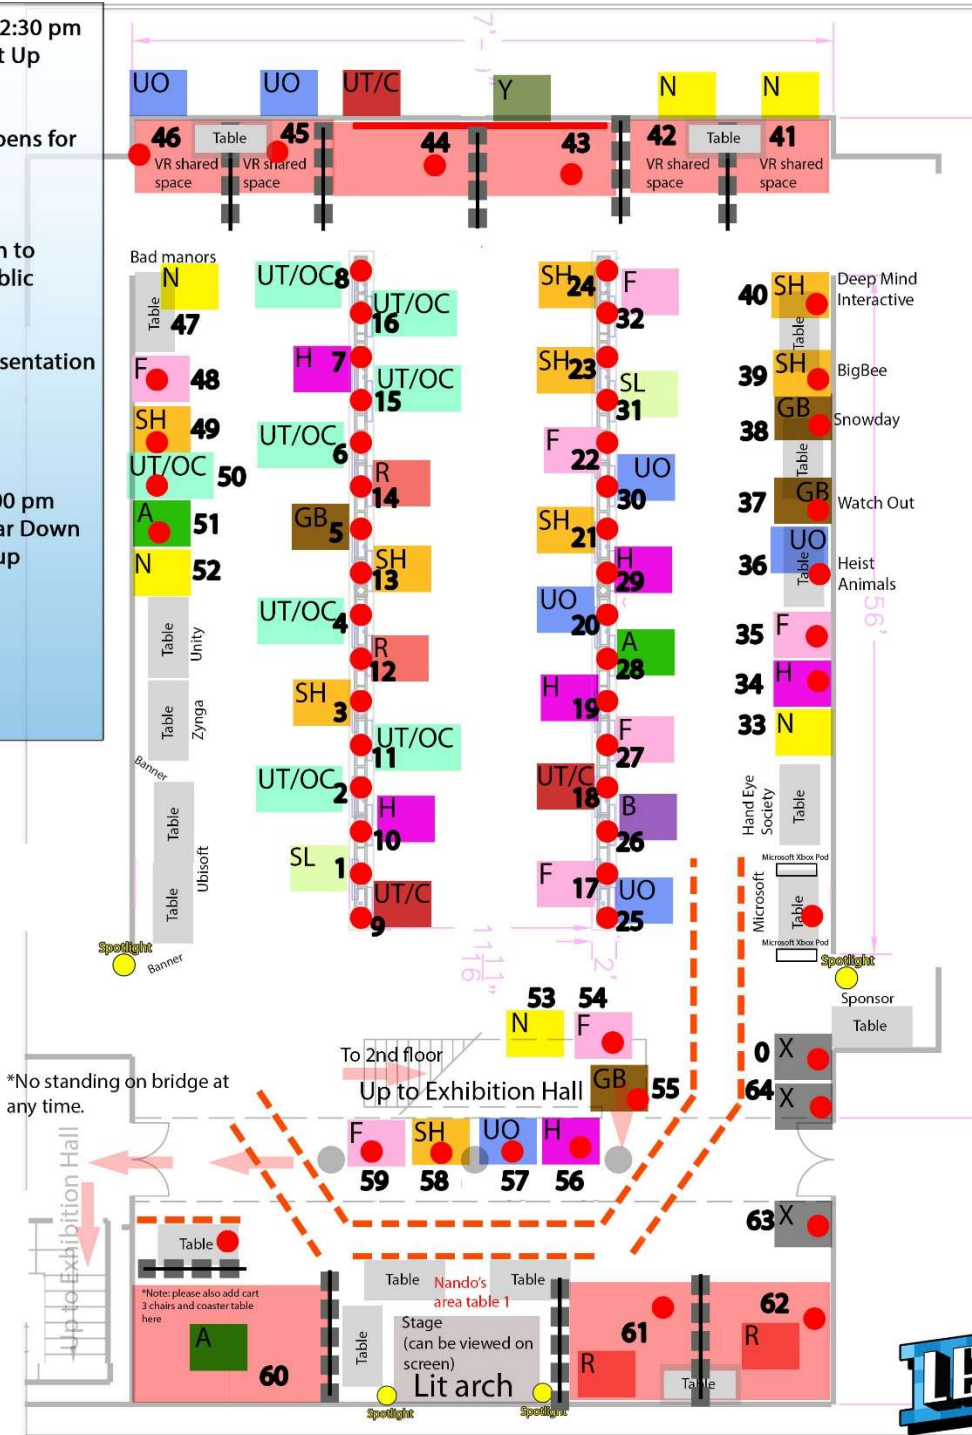 2:30 pm
t Up
pens for
n to
blic
sentation
00 pm
ar Down
up
7'
UO
UO
UT/C
Y
N
N
46
Table
45
44
43
42
Table
41
VR shared
space
VR shared
space
VR shared
space
VR shared
space
Bad manors
N
Table
47
F
48
SH
49
UT/OC
50
A
51
N
52
Table
Unity
Table
Zynga
Banner
Table
Ubisoft
Table
Spotlight
Banner
UT/OC
8
16
UT/OC
H
7
UT/OC
15
UT/OC
6
R
14
GB
5
SH
13
UT/OC
4
R
12
SH
3
UT/OC
11
UT/OC
2
H
10
SL
1
UT/C
9
SH
24
F
32
SH
23
SL
31
F
22
UO
30
SH
21
H
29
UO
20
A
28
H
19
F
27
UT/C
18
B
26
F
17
UO
25
11 11"
16
2'
40
SH
Deep Mind
Interactive
Table
39
SH
BigBee
GB
Snowday
38
Table
37
GB
Watch Out
UO
36
Table
Heist
Animals
35
F
34
H
33
N
56'
Hand Eye
Society
Table
Microsoft Xbox Pod
Microsoft
Table
Microsoft Xbox Pod
Spotlight
Sponsor
Table
53
54
N
F
To 2nd floor
Up to Exhibition Hall
GB
55
0
X
64
X
*No standing on bridge at
any time.
Up to Exhibition Hall
F
SH
UO
H
59
58
57
56
63
X
Table
*Note: please also add cart
3 chairs and coaster table
here
A
60
Table
Nando's
area table 1
Table
Table
Stage
(can be viewed on
screen)
Lit arch
Spotlight
Spotlight
61
R
62
R
Table